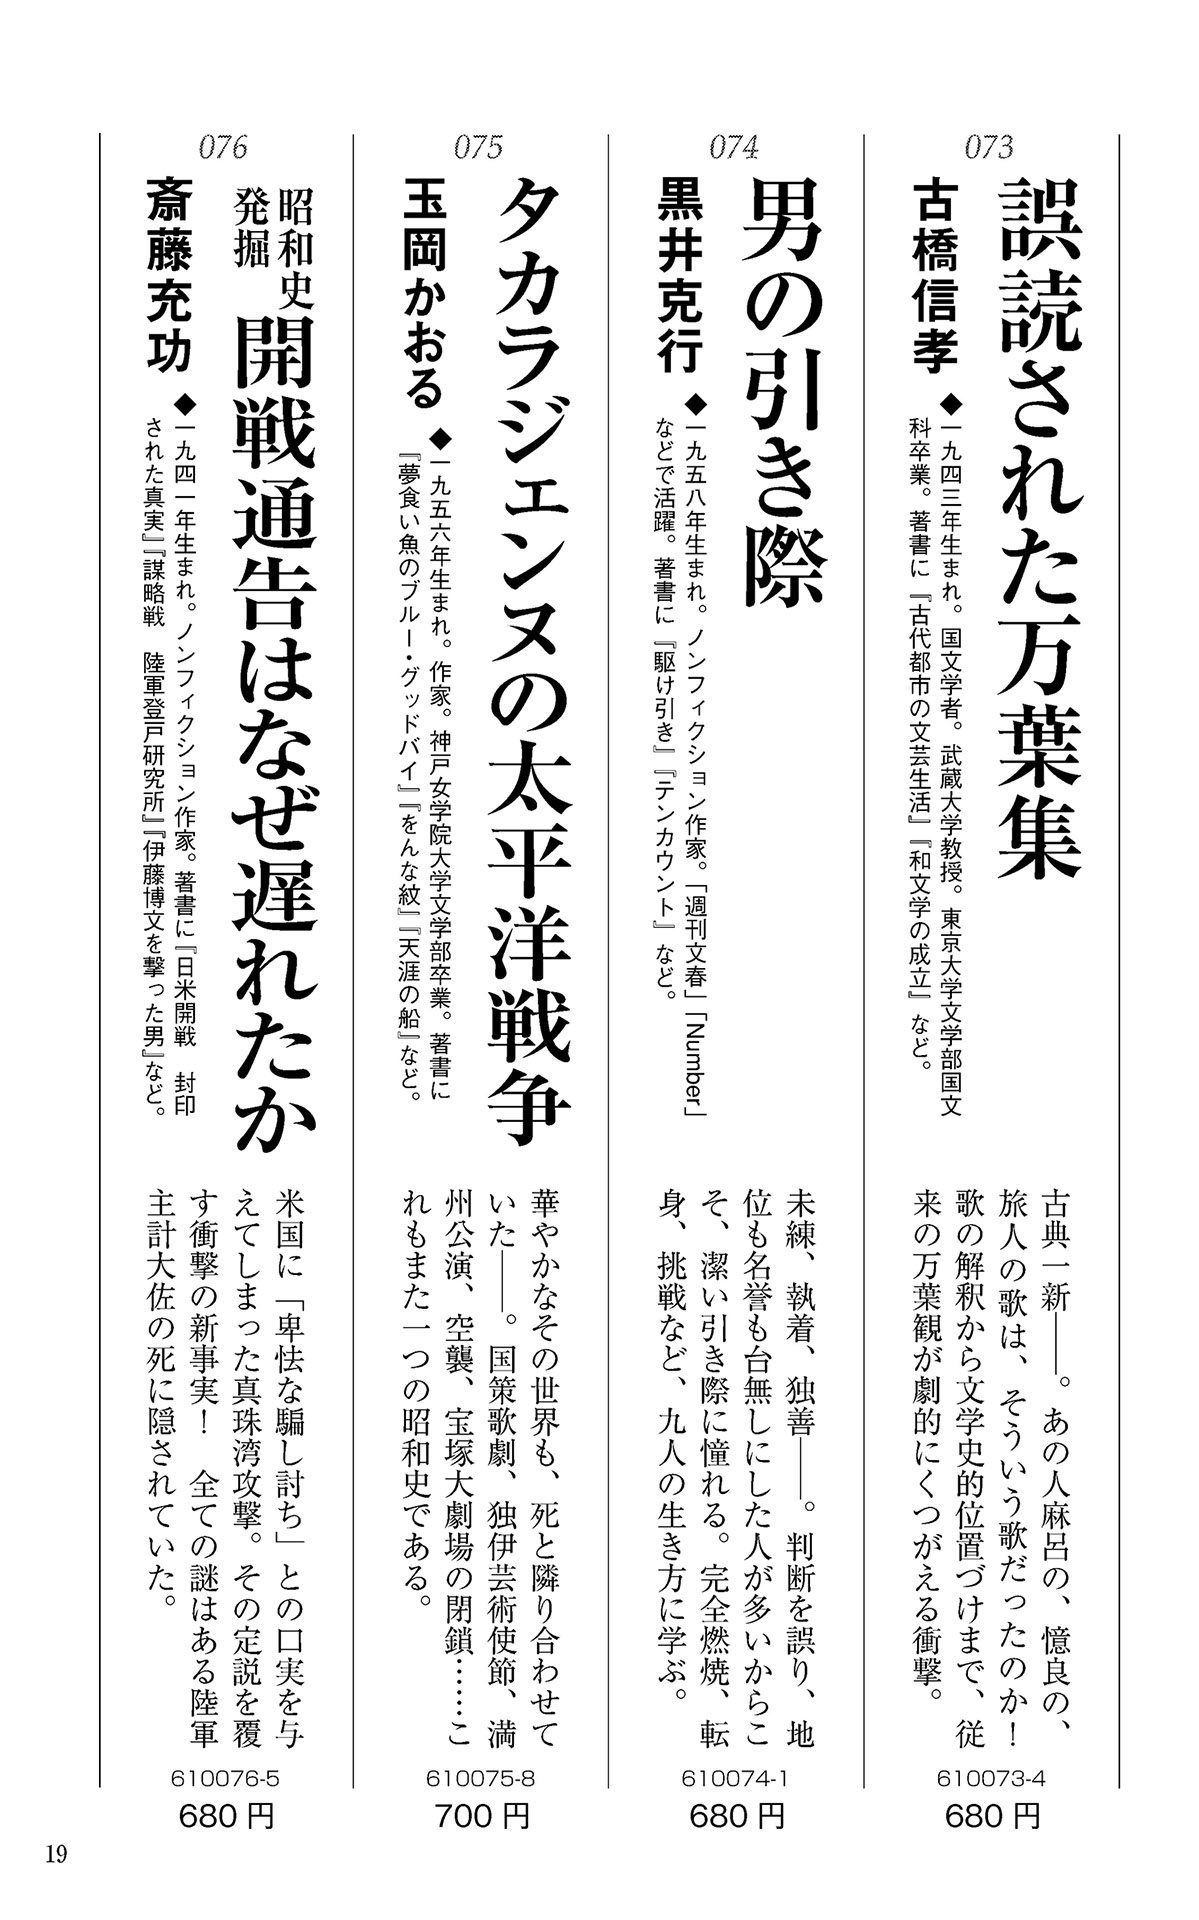 073
誤読された万葉集
古橋信孝
◆一九四三年生まれ。国文学者。武蔵大学教授。東京大学文学部国文
科卒業。著書に『古代都市の文芸生活』『和文学の成立』など。
古典一新――。あの人麻呂の、憶良の、
旅人の歌は、そういう歌だったのか！
歌の解釈から文学史的位置づけまで、従
来の万葉観が劇的にくつがえる衝撃。
610073-4
680円
074
男の引き際
黒井克行
◆一九五八年生まれ。ノンフィクション作家。「週刊文春」「Number」
などで活躍。著書に『駆け引き』『テンカウント』など。
未練、執着、独善――。判断を誤り、地
位も名誉も台無しにした人が多いからこ
そ、潔い引き際に憧れる。完全燃焼、転
身、挑戦など、九人の生き方に学ぶ。
610074-1
680円
075
タカラジェンヌの太平洋戦争
玉岡かおる
◆一九五六年生まれ。作家。神戸女学院大学文学部卒業。著書に
『夢食い魚のブルー・グッドバイ』『をんな紋』『天涯の船』など。
華やかなその世界も、死と隣り合わせて
いた――。国策歌劇、独伊芸術使節、満
州公演、空襲、宝塚大劇場の閉鎖……こ
れもまた一つの昭和史である。
610075-8
700円
076
昭和史
発掘
開戦通告はなぜ遅れたか
斎藤充功
◆一九四一年生まれ。ノンフィクション作家。著書に『日米開戦　封印
された真実』『謀略戦　陸軍登戸研究所』『伊藤博文を撃った男』など。
米国に「卑怯な騙し討ち」との口実を与
えてしまった真珠湾攻撃。その定説を覆
す衝撃の新事実！　全ての謎はある陸軍
主計大佐の死に隠されていた。
610076-5
680円
19